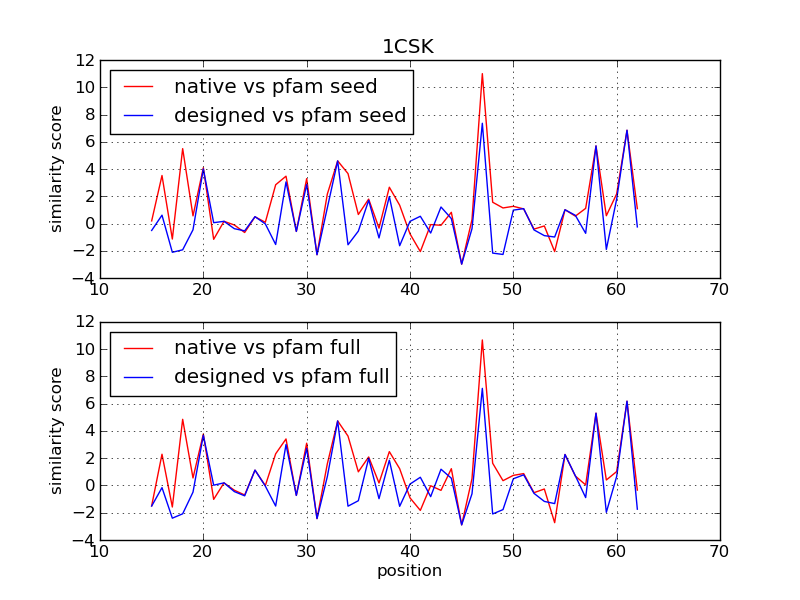 1CSK
12
10
8
6
4
2
0
−2
−4
similarity score
native vs pfam seed
designed vs pfam seed
10 20 30 40 50 60 70
12
10
8
6
4
2
0
−2
−4
similarity score
native vs pfam full
designed vs pfam full
10 20 30 40 50 60 70
position